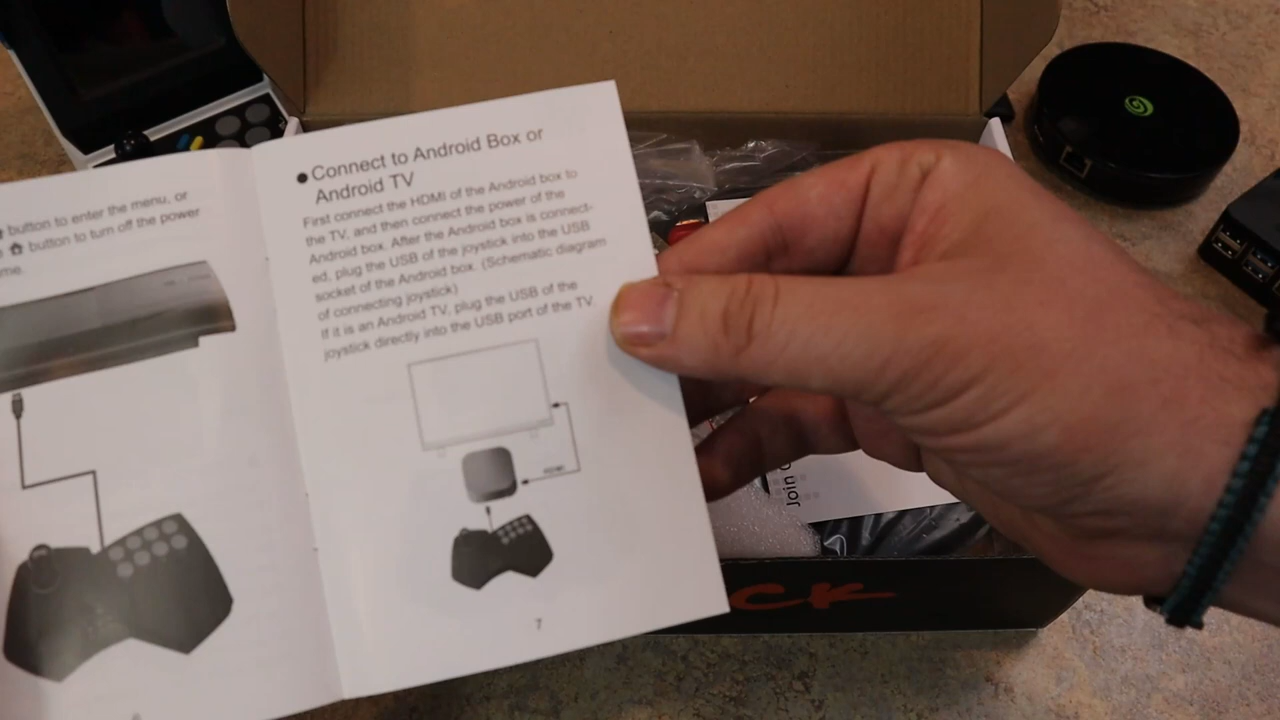 button to enter the menu, or
button to turn off the power
● Connect to Android Box or
Android TV
First connect the HDMI of the Android box to
the TV, and then connect the power of the
Android box. After the Android box is connect-
ed, plug the USB of the joystick into the USB
socket of the Android box. (Schematic diagram
of connecting joystick)
If it is an Android TV, plug the USB of the
joystick directly into the USB port of the TV
HDMI
7
Join
CK